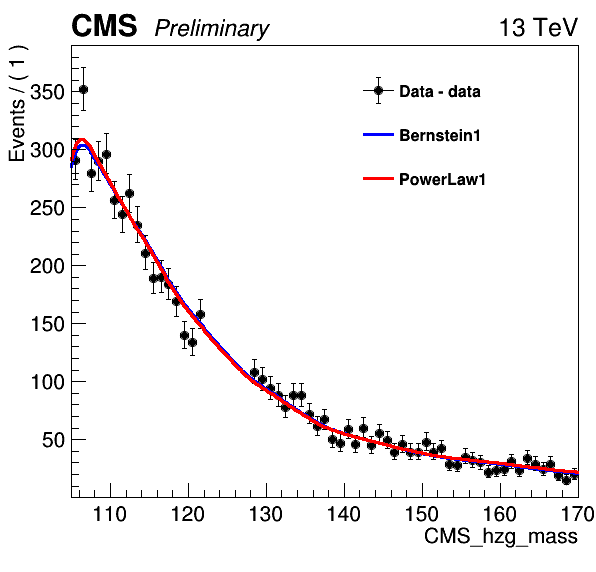 CMS Preliminary 13 TeV
Events / ( 1 )
350
300
250
200
150
100
50
Data - data
Bernstein1
PowerLaw1
110 120 130 140 150 160 170
CMS_hzg_mass